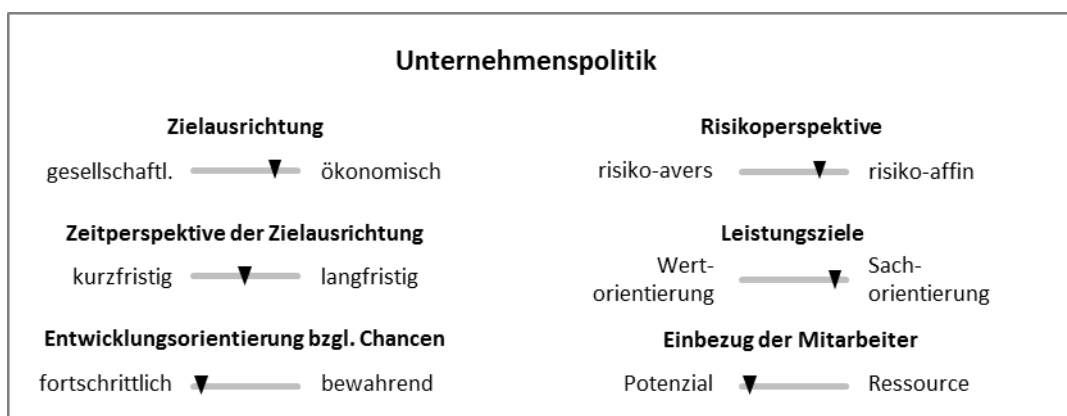 Unternehmenspolitik
Zielausrichtung
gesellschaftl. ökonomisch
Zeitperspektive der Zielausrichtung
kurzfristig langfristig
Entwicklungsorientierung bzgl. Chancen
fortschrittlich bewahrend
Risikoperspektive
risiko-avers risiko-affin
Leistungsziele
Wert-
orientierung
Sach-
orientierung
Einbezug der Mitarbeiter
Potenzial Ressource